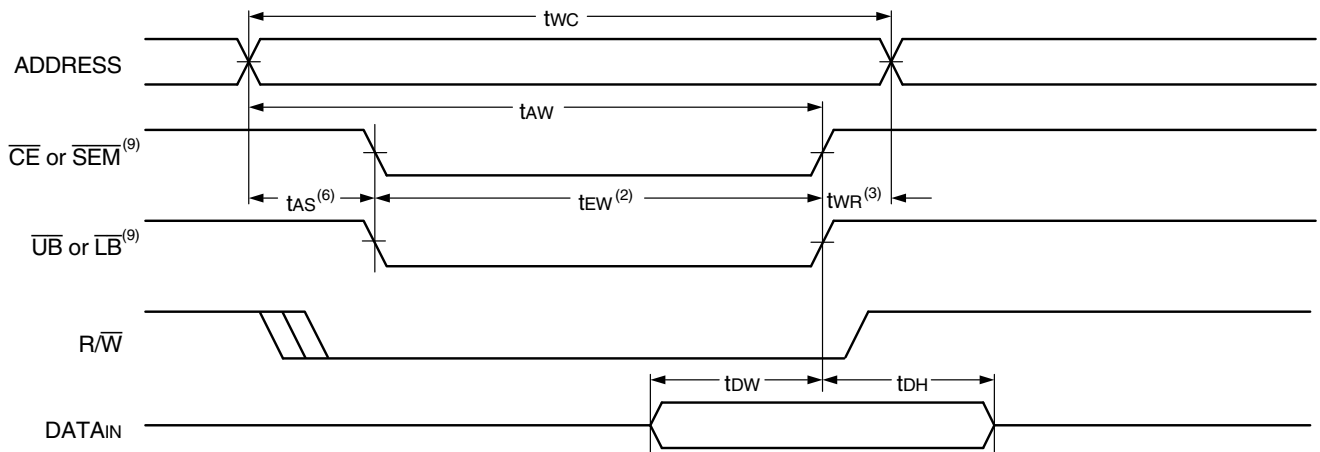 tWC
ADDRESS
tAW
CE or SEM(9)
tAS(6) tEW(2) tWR(3)
UB or LB(9)
R/W
tDW tDH
DATAIN